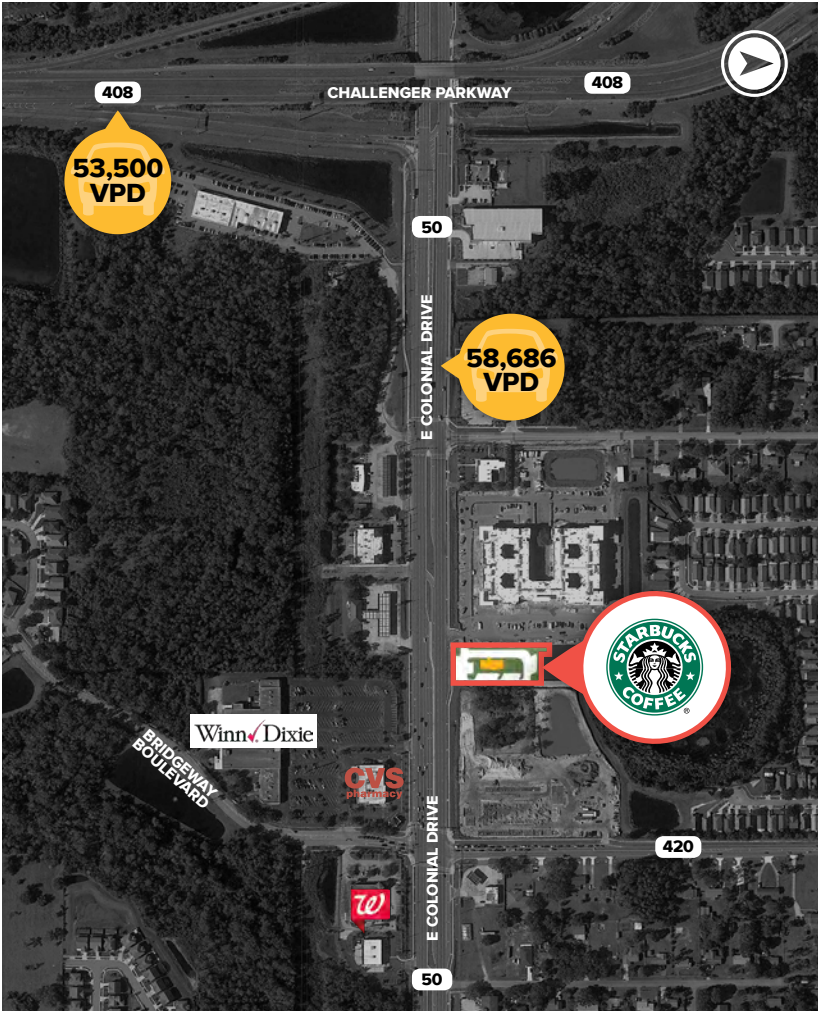 408
CHALLENGER PARKWAY
408
53,500
VPD
50
E COLONIAL DRIVE
58,686
VPD
STARBUCKS
COFFEE
®
Winn Dixie
BRIDGEWAY
BOULEVARD
CVS
pharmacy
E COLONIAL DRIVE
420
W
50